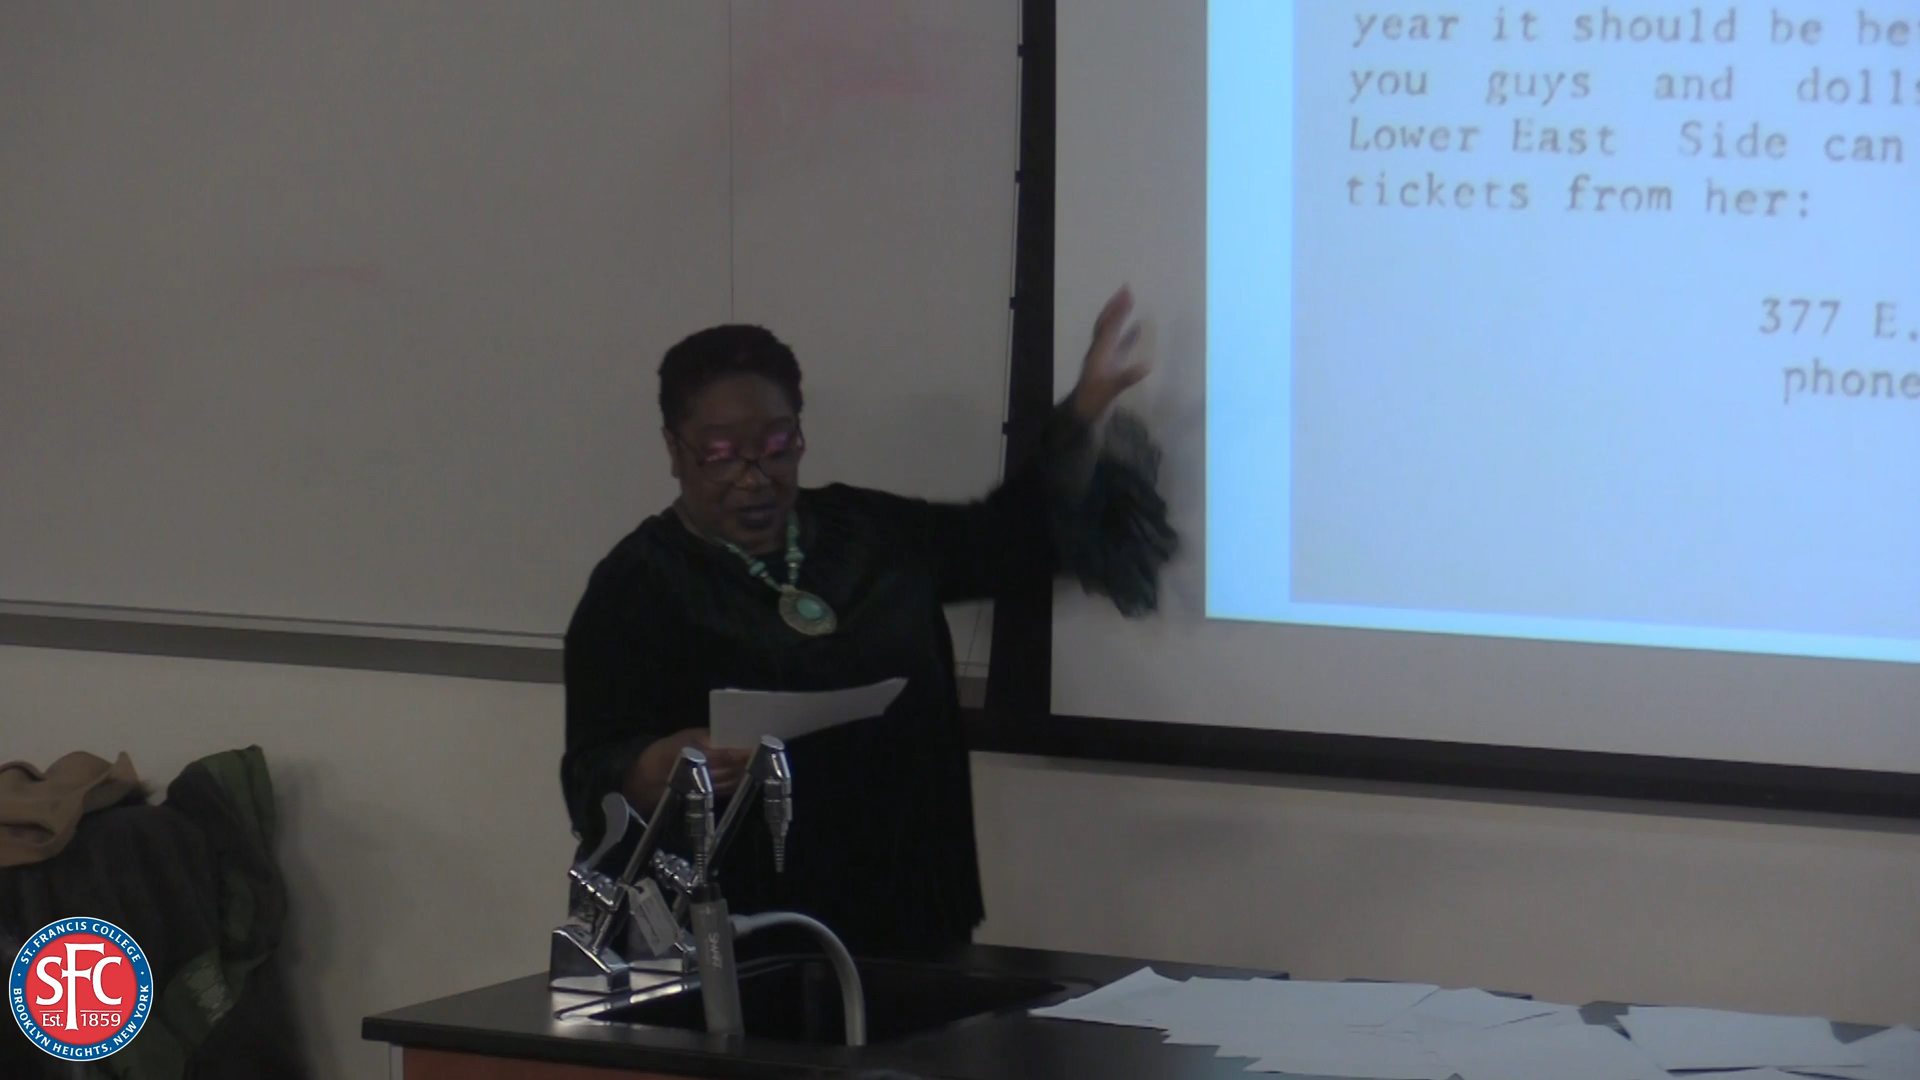 year it should be
you guys and dolls
Lower East Side can
tickets from her:
377 E.
phone
ST. FRANCIS COLLEGE
SFC
Est. 1859
BROOKLYN HEIGHTS, NEW YORK